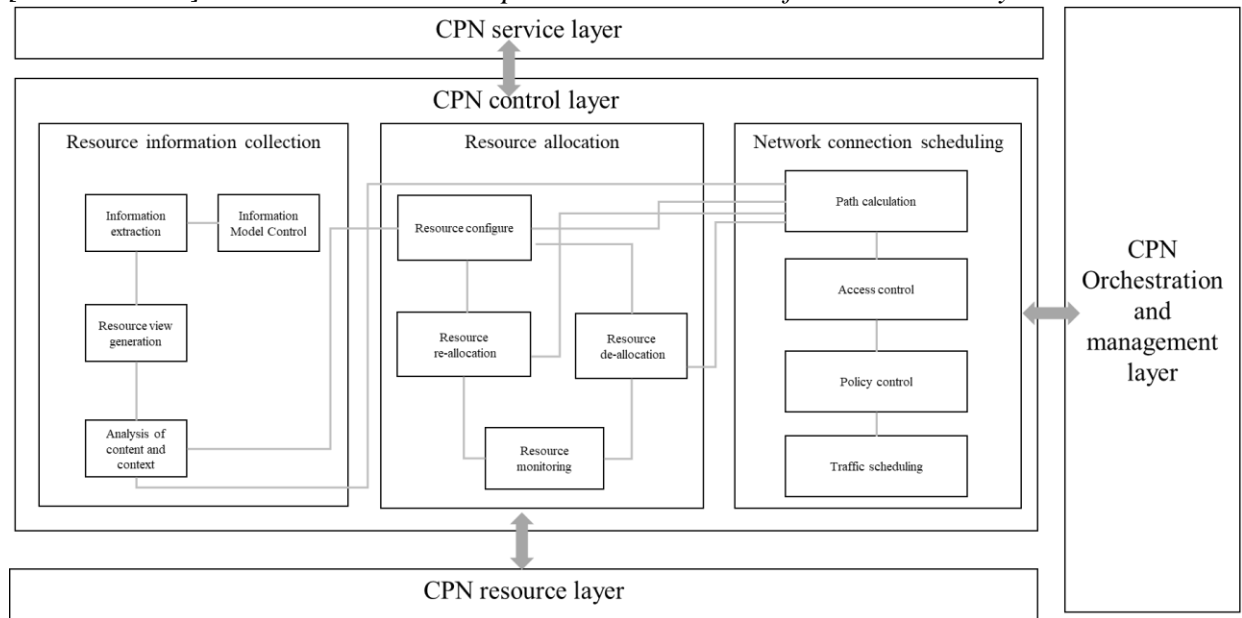 CPN service layer
CPN control layer
Resource information collection
Information
extraction
Information
Model Control
Resource view
generation
Analysis of
content and
context
Resource allocation
Resource configure
Resource
re-allocation
Resource
de-allocation
Resource
monitoring
Network connection scheduling
Path calculation
Access control
Policy control
Traffic scheduling
CPN resource layer
CPN
Orchestration
and
management
layer